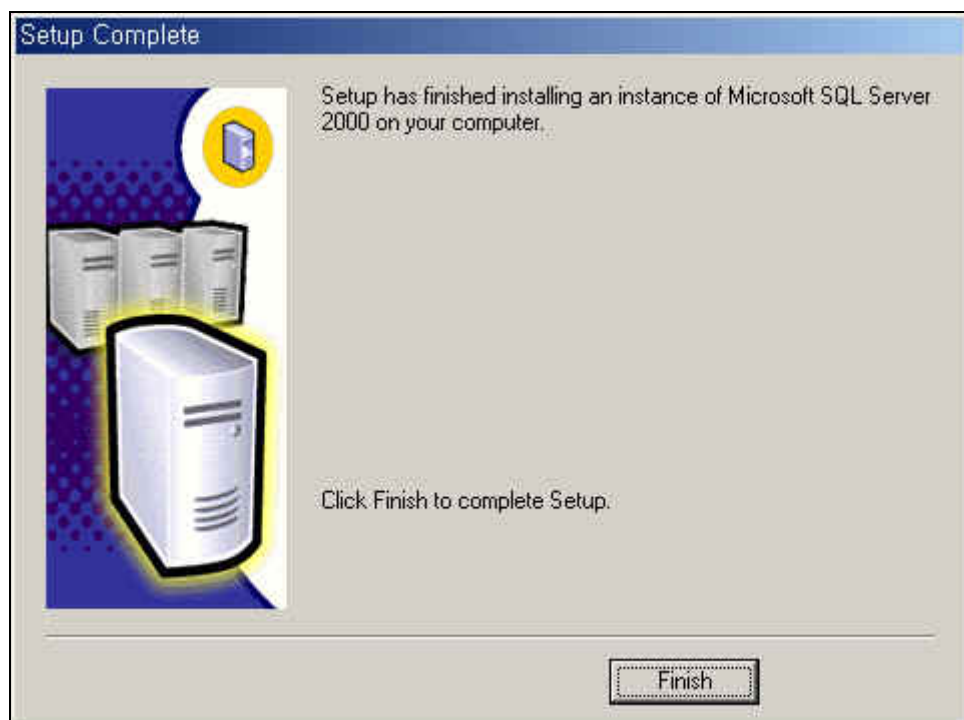 Setup Complete
Setup has finished installing an instance of Microsoft SQL Server
2000 on your computer.
Click Finish to complete Setup.
Finish